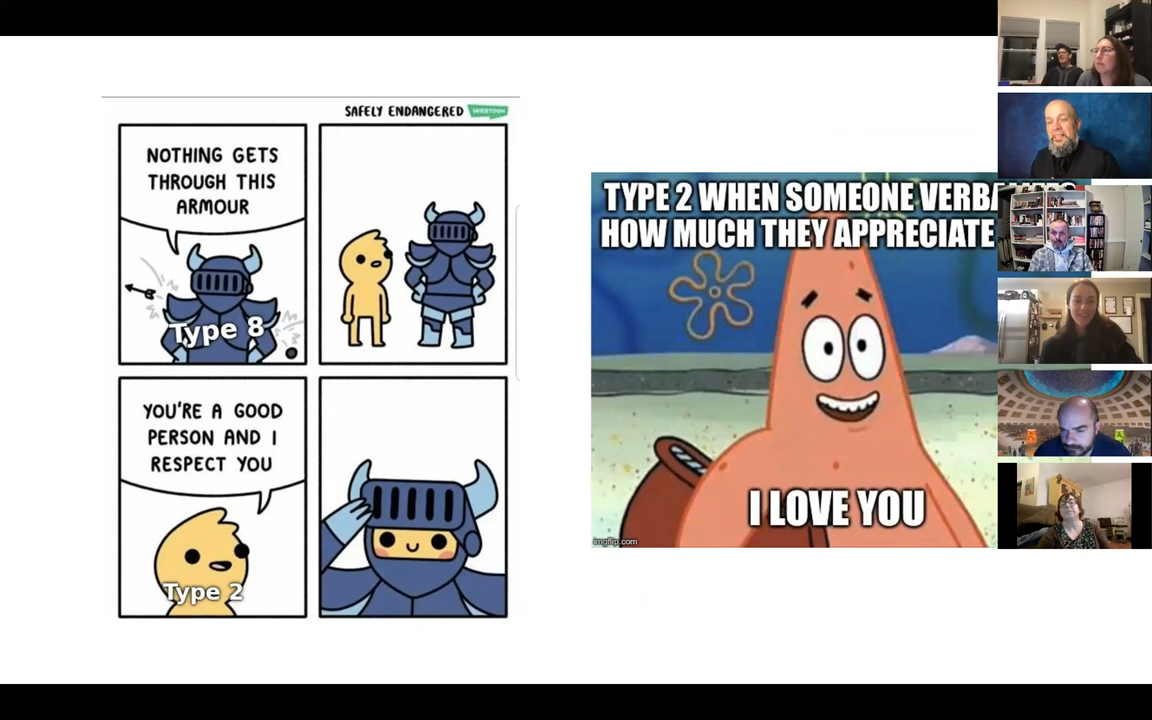 SAFELY ENDANGERED WEBTOON
NOTHING GETS
THROUGH THIS
ARMOUR
Type 8
YOU'RE A GOOD
PERSON AND I
RESPECT YOU
Type 2
TYPE 2 WHEN SOMEONE
HOW MUCH THEY APPRECIATE
I LOVE YOU
imgflip.com